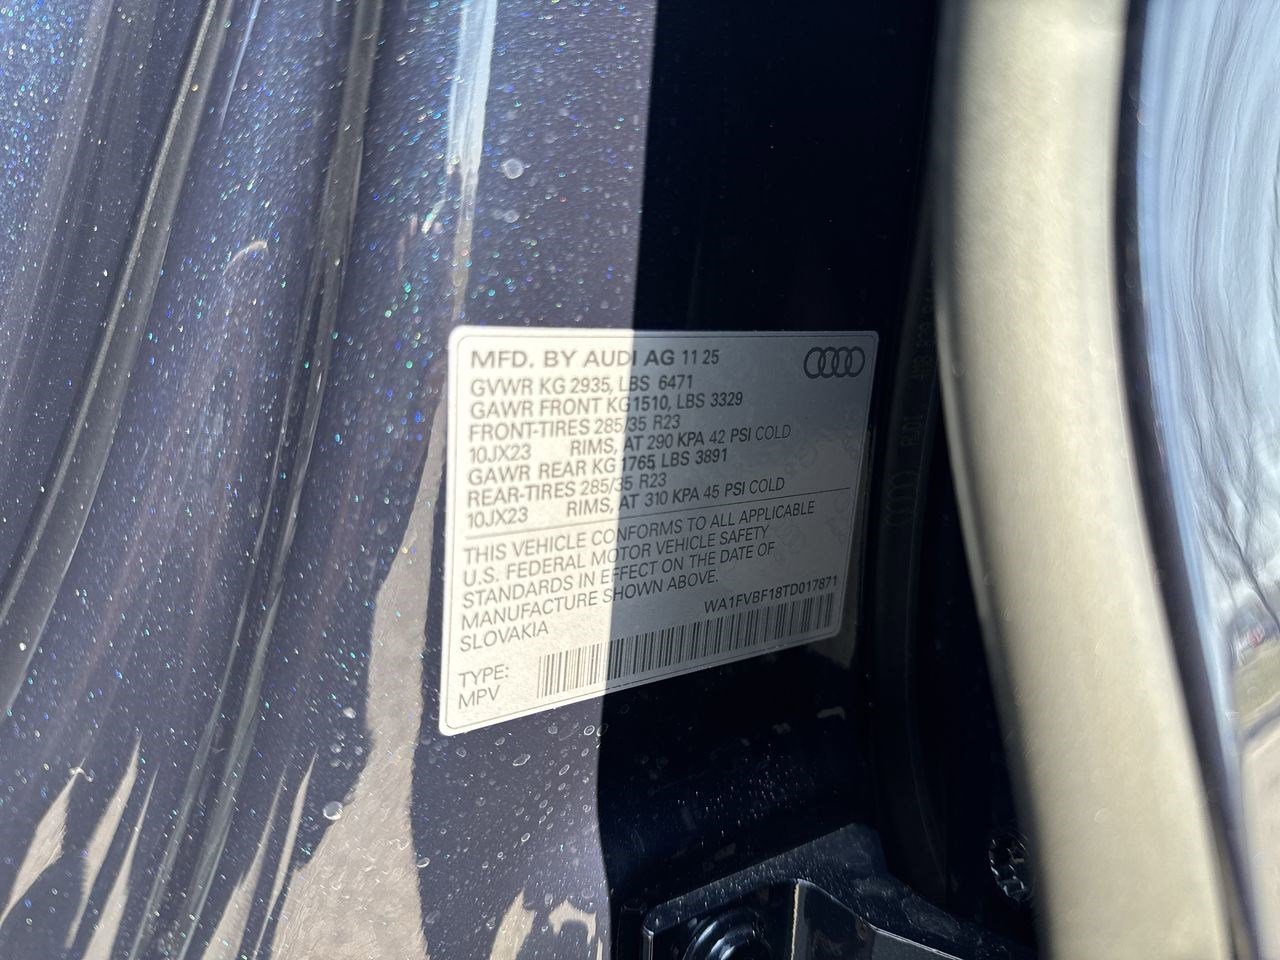 MFD. BY AUDI AG 11 25
GVWR KG 2935, LBS 6471
GAWR FRONT KG1510, LBS 3329
FRONT-TIRES 285/35 R23
10JX23 RIMS, AT 290 KPA 42 PSI COLD
GAWR REAR KG 1765 LBS 3891
REAR-TIRES 285/35 R23
10JX23 RIMS, AT 310 KPA 45 PSI COLD
THIS VEHICLE CONFORMS TO ALL APPLICABLE
U.S. FEDERAL MOTOR VEHICLE SAFETY
STANDARDS IN EFFECT ON THE DATE OF
MANUFACTURE SHOWN ABOVE.
SLOVAKIA
WA1FVBF18TD017871
TYPE:
MPV